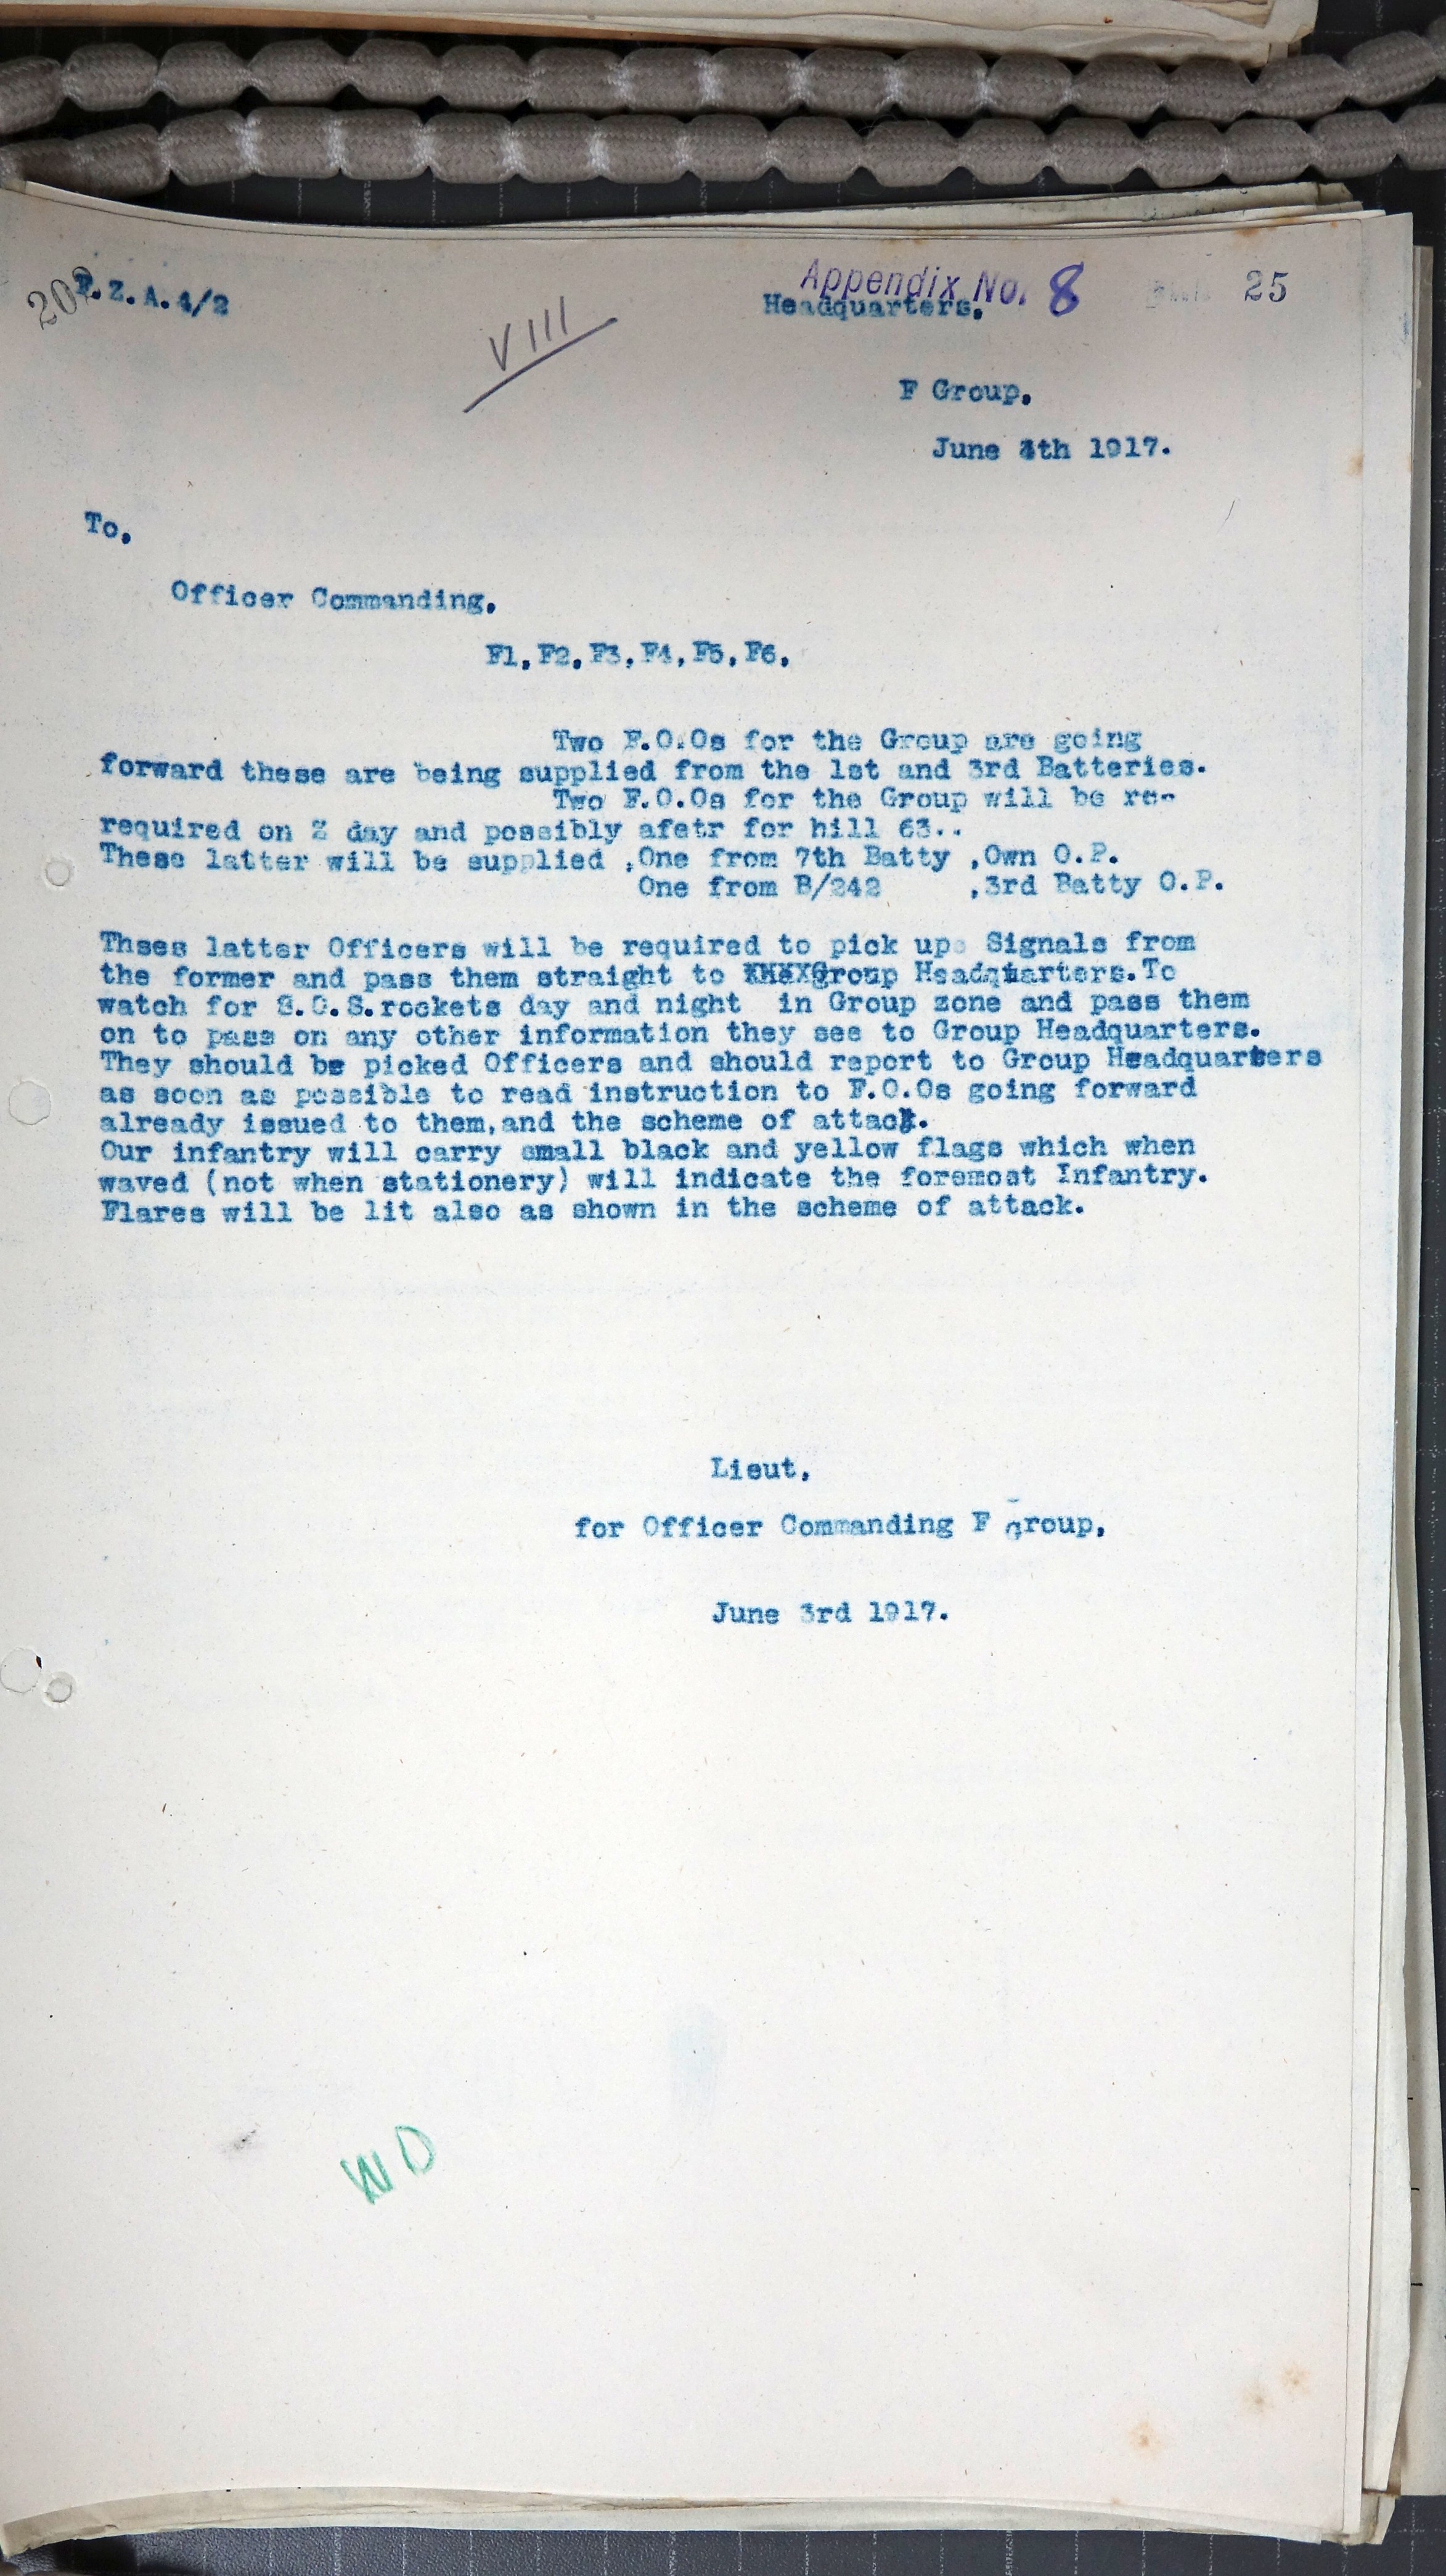 202
F.Z.A.4/2
Appendix No. 8
25
Headquarters,
VIII
F Group,
June 4th 1917.
To,
Officer Commanding,
F1,F2,F3,F4,F5,F6,
Two F.O.Os for the Group are going
forward these are being supplied from the 1st and 3rd Batteries.
Two F.O.Os for the Group will be re-
required on Z day and possibly afetr for hill 63..
These latter will be supplied ,One from 7th Batty ,Own O.P.
One from B/242 ,3rd Batty O.P.
Thses latter Officers will be required to pick up Signals from
the former and pass them straight to Group Headquarters.To
watch for S.O.S.rockets day and night in Group zone and pass them
on to pass on any other information they see to Group Headquarters.
They should be picked Officers and should report to Group Headquarters
as soon as possible to read instruction to F.O.Os going forward
already issued to them,and the scheme of attack.
Our infantry will carry small black and yellow flags which when
waved (not when stationery) will indicate the foremost Infantry.
Flares will be lit also as shown in the scheme of attack.
Lieut,
for Officer Commanding F Group,
June 3rd 1917.
WD